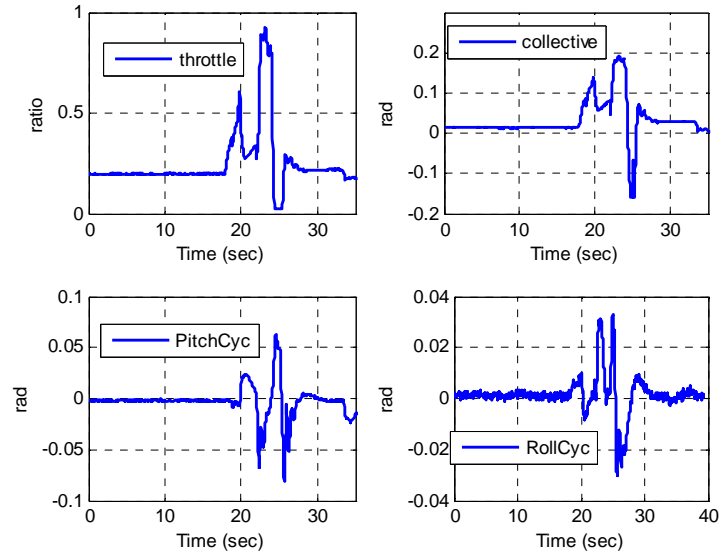 1
throttle
ratio
0.5
0
0 10 20 30
Time (sec)
collective
0.2
0.1
rad
0
-0.1
-0.2
0 10 20 30
Time (sec)
0.1
PitchCyc
0.05
rad
0
-0.05
-0.1
0 10 20 30
Time (sec)
0.04
0.02
rad
0
-0.02
RollCyc
-0.04
0 10 20 30 40
Time (sec)